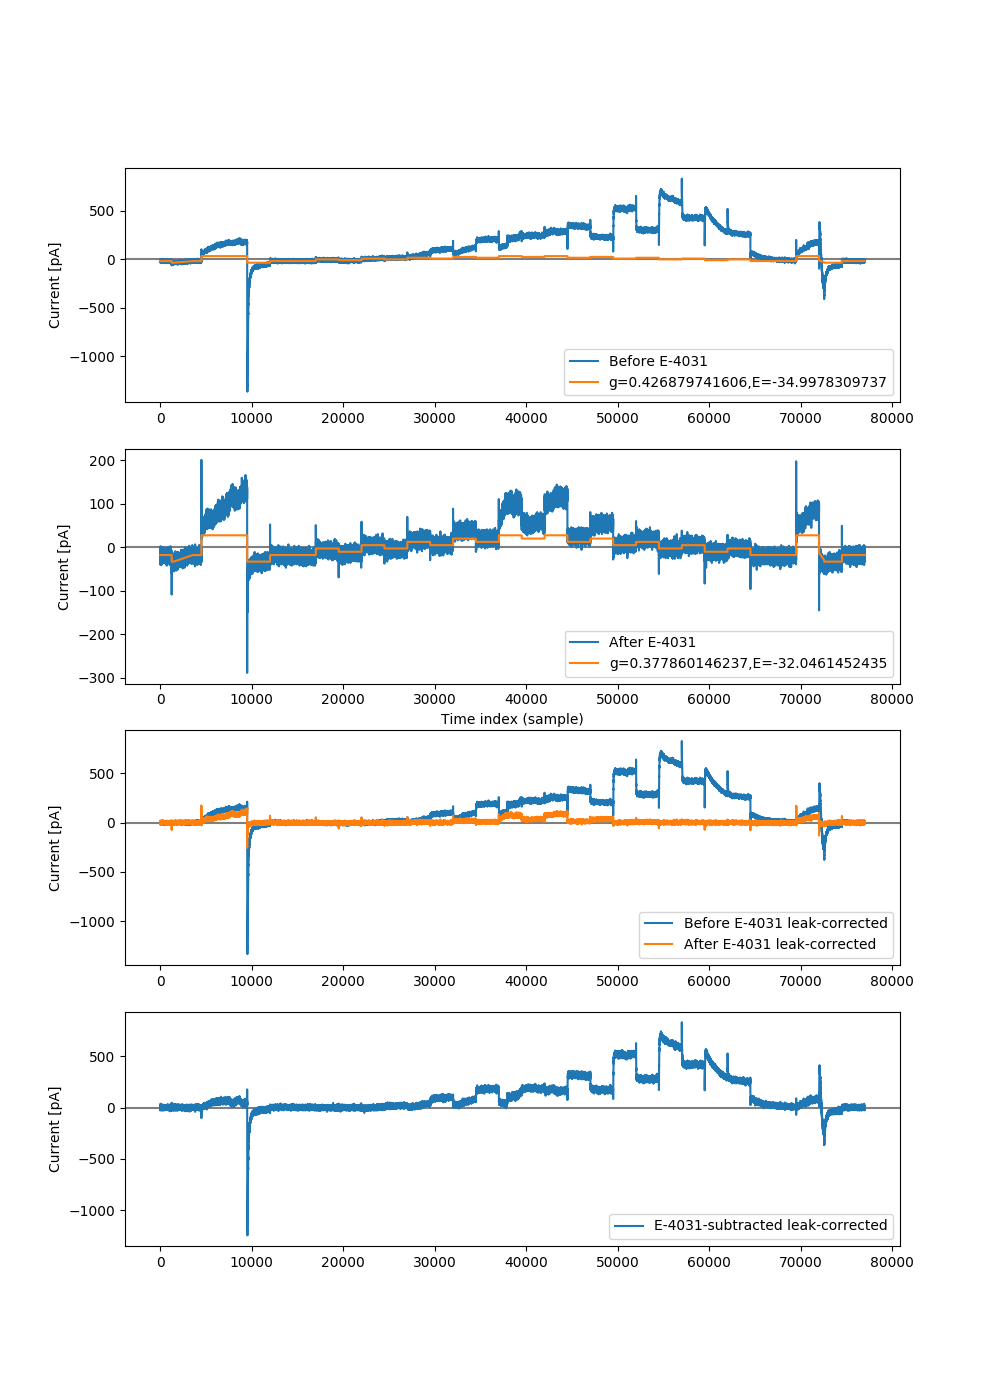 500
0
−500
−1000
Current [pA]
Before E-4031
g=0.426879741606,E=-34.9978309737
0 10000 20000 30000 40000 50000 60000 70000 80000
200
100
0
−100
−200
−300
Current [pA]
After E-4031
g=0.377860146237,E=-32.0461452435
0 10000 20000 30000 40000 50000 60000 70000 80000
Time index (sample)
500
0
−500
−1000
Current [pA]
Before E-4031 leak-corrected
After E-4031 leak-corrected
0 10000 20000 30000 40000 50000 60000 70000 80000
500
0
−500
−1000
Current [pA]
E-4031-subtracted leak-corrected
0 10000 20000 30000 40000 50000 60000 70000 80000